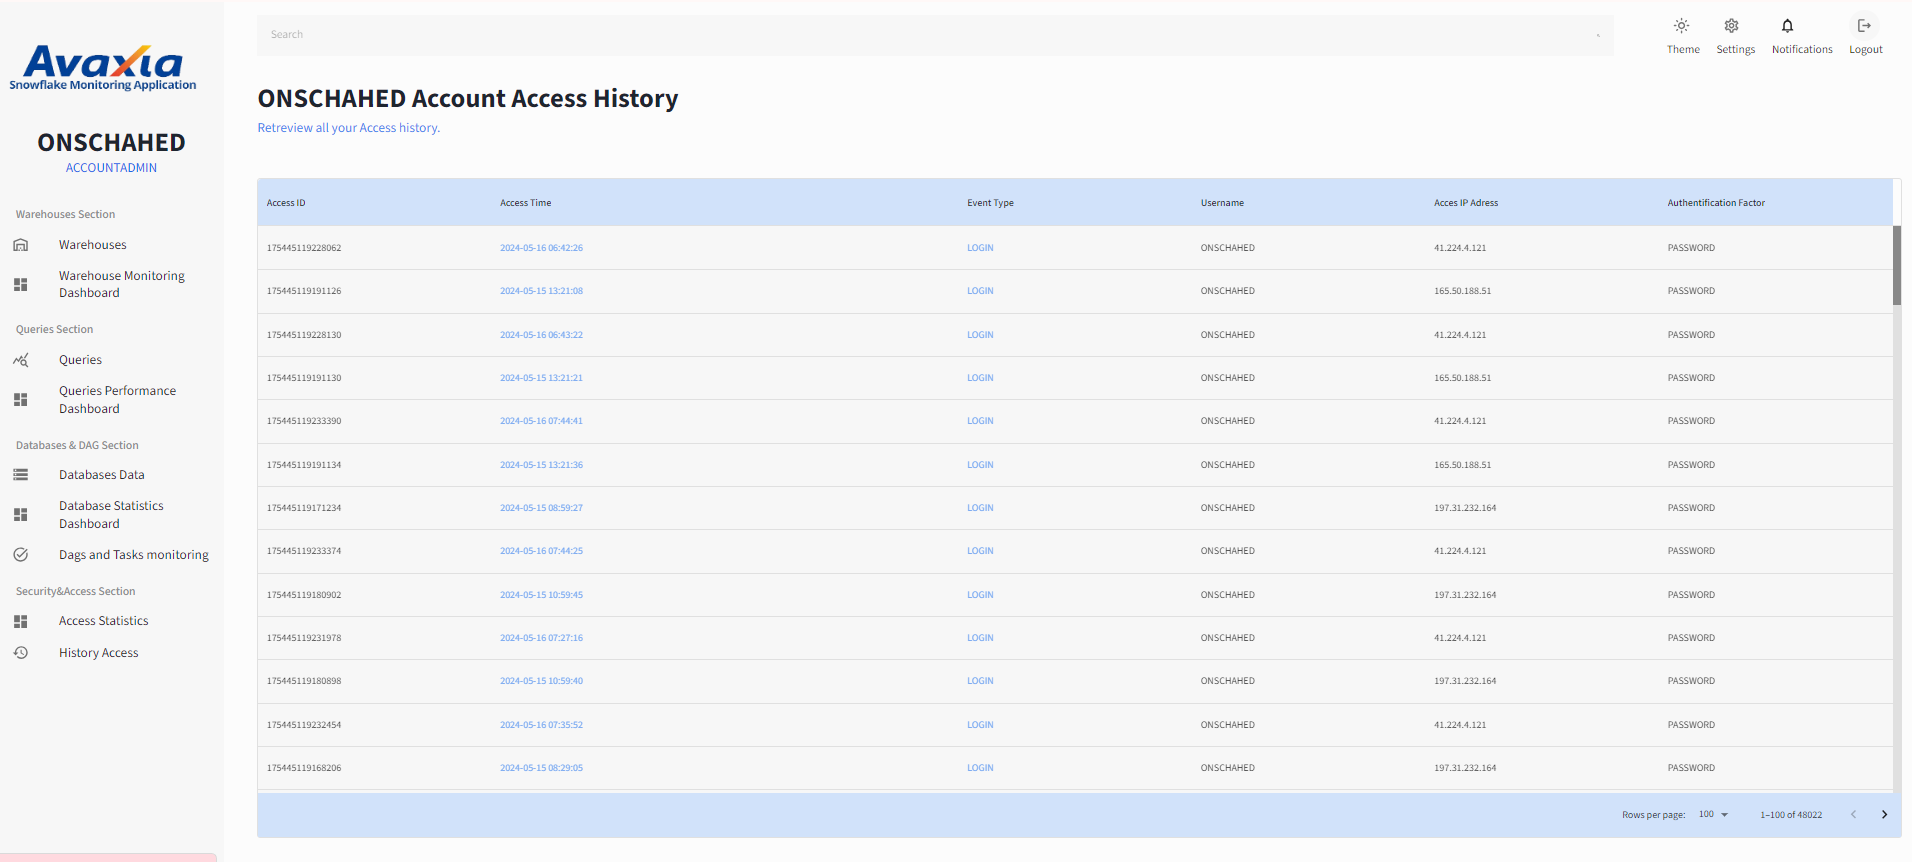 Avaxia
Snowflake Monitoring Application
ONSCHAHED
ACCOUNTADMIN
Warehouses Section
Warehouses
Warehouse Monitoring
Dashboard
Queries Section
Queries
Queries Performance
Dashboard
Databases & DAG Section
Databases Data
Database Statistics
Dashboard
Dags and Tasks monitoring
Security&Access Section
Access Statistics
History Access
Search
Theme Settings Notifications Logout
ONSCHAHED Account Access History
Retreview all your Access history.
Access ID Access Time Event Type Username Acces IP Adress Authentification Factor
175445119228062 2024-05-16 06:42:26 LOGIN ONSCHAHED 41.224.4.121 PASSWORD
175445119191126 2024-05-15 13:21:08 LOGIN ONSCHAHED 165.50.188.51 PASSWORD
175445119228130 2024-05-16 06:43:22 LOGIN ONSCHAHED 41.224.4.121 PASSWORD
175445119191130 2024-05-15 13:21:21 LOGIN ONSCHAHED 165.50.188.51 PASSWORD
175445119233390 2024-05-16 07:44:41 LOGIN ONSCHAHED 41.224.4.121 PASSWORD
175445119191134 2024-05-15 13:21:36 LOGIN ONSCHAHED 165.50.188.51 PASSWORD
175445119171234 2024-05-15 08:59:27 LOGIN ONSCHAHED 197.31.232.164 PASSWORD
175445119233374 2024-05-16 07:44:25 LOGIN ONSCHAHED 41.224.4.121 PASSWORD
175445119180902 2024-05-15 10:59:45 LOGIN ONSCHAHED 197.31.232.164 PASSWORD
175445119231978 2024-05-16 07:27:16 LOGIN ONSCHAHED 41.224.4.121 PASSWORD
175445119180898 2024-05-15 10:59:40 LOGIN ONSCHAHED 197.31.232.164 PASSWORD
175445119232454 2024-05-16 07:35:52 LOGIN ONSCHAHED 41.224.4.121 PASSWORD
175445119168206 2024-05-15 08:29:05 LOGIN ONSCHAHED 197.31.232.164 PASSWORD
Rows per page: 100 1–100 of 48022